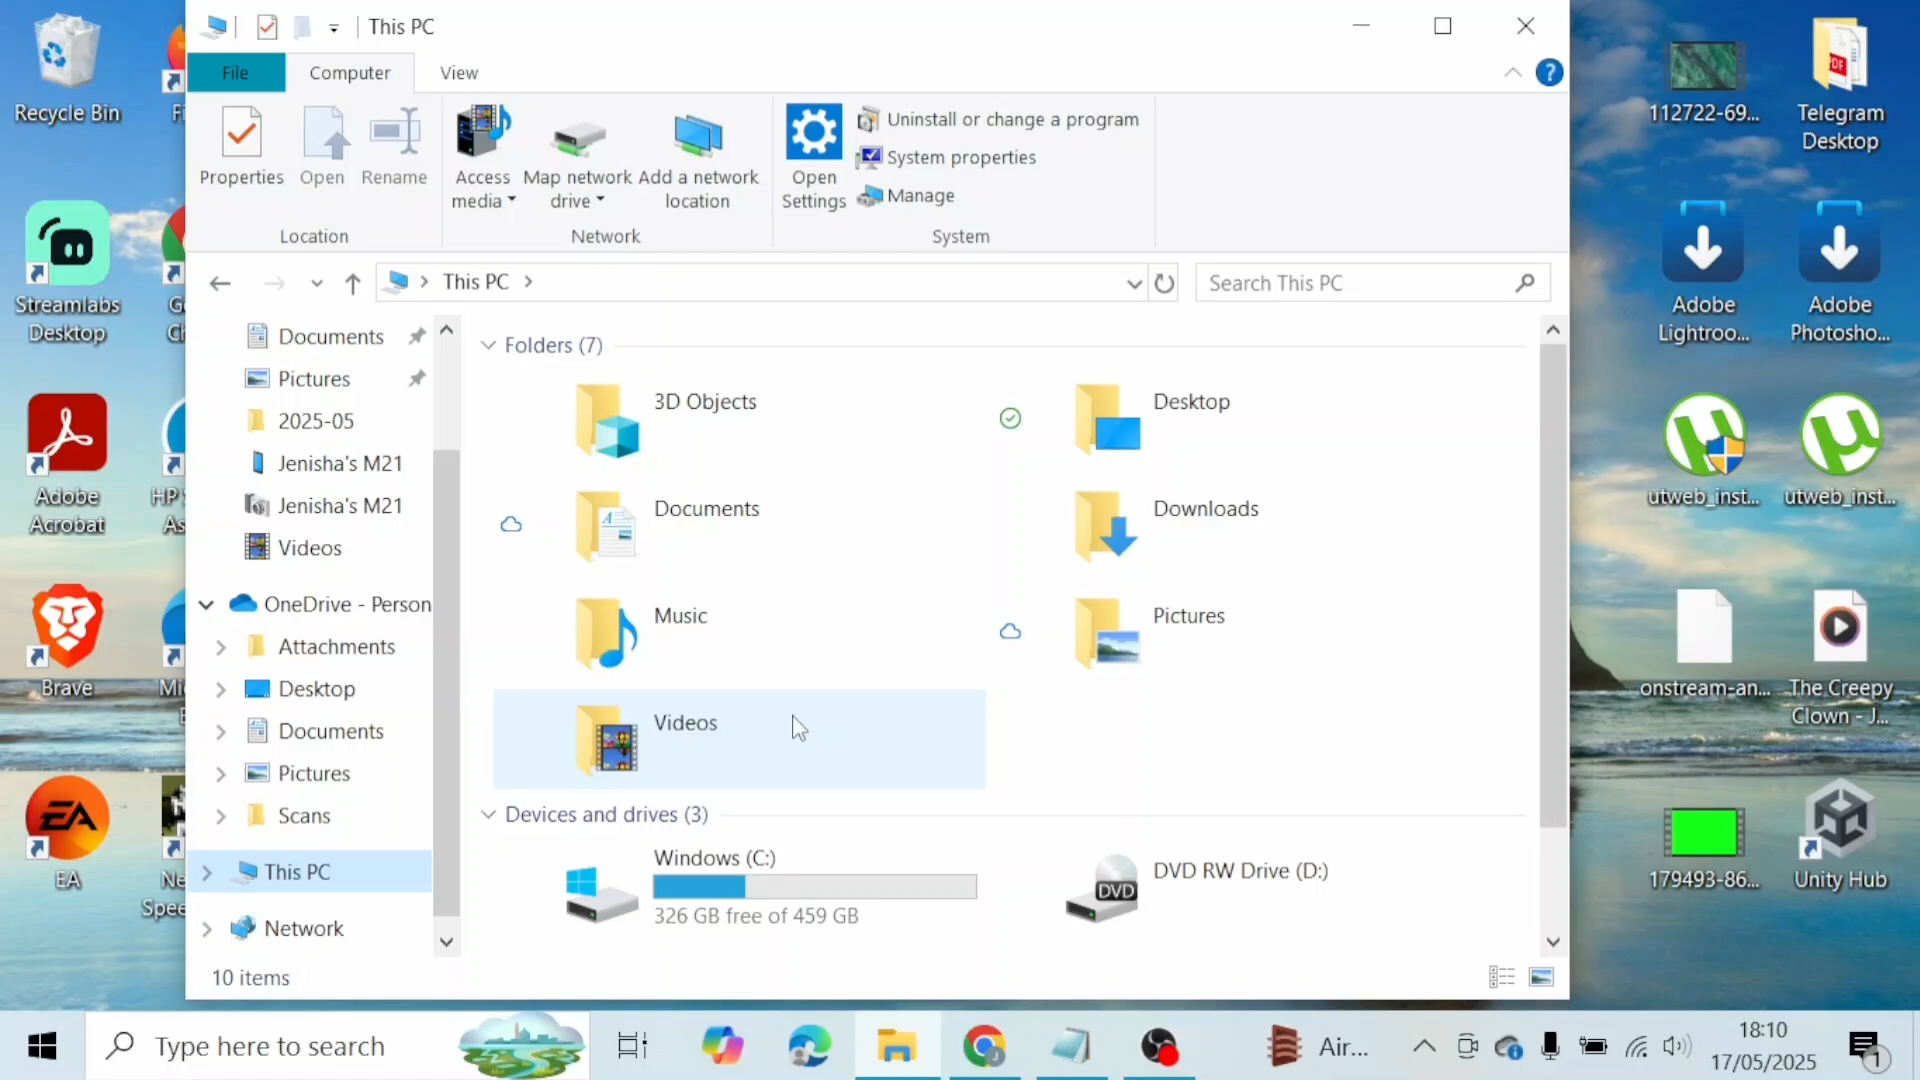 This PC
File
Computer
View
Properties
Open
Rename
Access
media
Map network
drive
Add a network
location
Open
Settings
Uninstall or change a program
System properties
Manage
Location
Network
System
This PC
Search This PC
Documents
Pictures
2025-05
Jenisha's M21
Jenisha's M21
Videos
OneDrive - Person
Attachments
Desktop
Documents
Pictures
Scans
This PC
Network
Folders (7)
3D Objects
Desktop
Documents
Downloads
Music
Pictures
Videos
Devices and drives (3)
Windows (C:)
326 GB free of 459 GB
DVD
DVD RW Drive (D:)
10 items
Recycle Bin
Streamlabs
Desktop
Adobe
Acrobat
Brave
EA
EA
112722-69...
PDF
Telegram
Desktop
Adobe
Lightroo...
Adobe
Photosho...
utweb_inst...
utweb_inst...
onstream-an...
The Creepy
Clown - J...
179493-86...
Unity Hub
Type here to search
Air...
18:10
17/05/2025
1